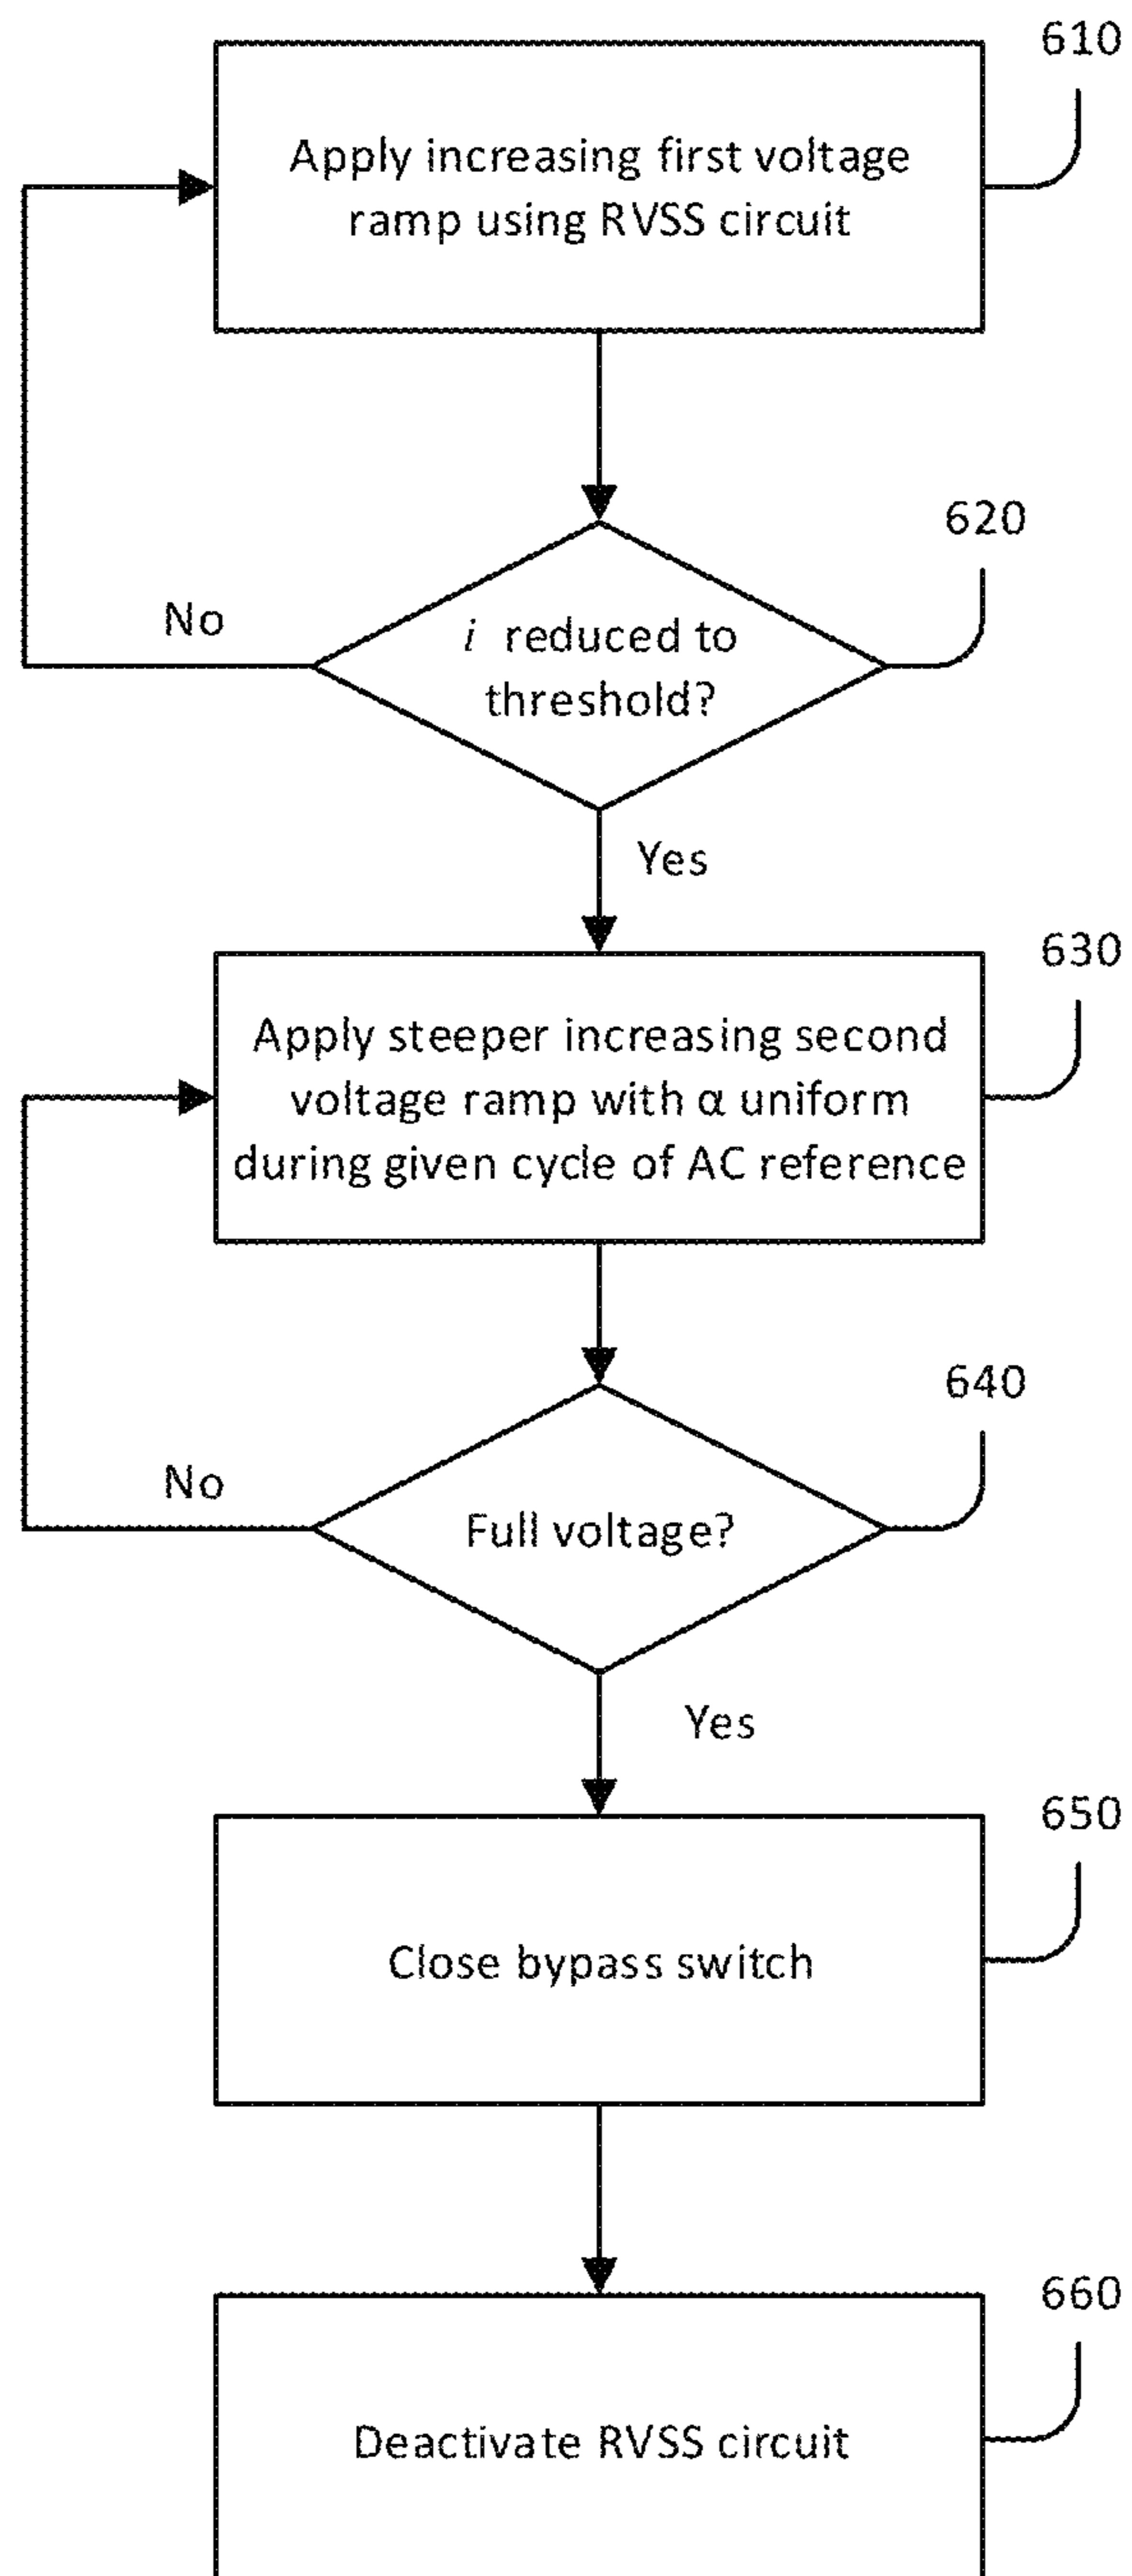 610
Apply increasing first voltage
ramp using RVSS circuit
620
No
i reduced to
threshold?
Yes
630
Apply steeper increasing second
voltage ramp with α uniform
during given cycle of AC reference
640
No
Full voltage?
Yes
650
Close bypass switch
660
Deactivate RVSS circuit